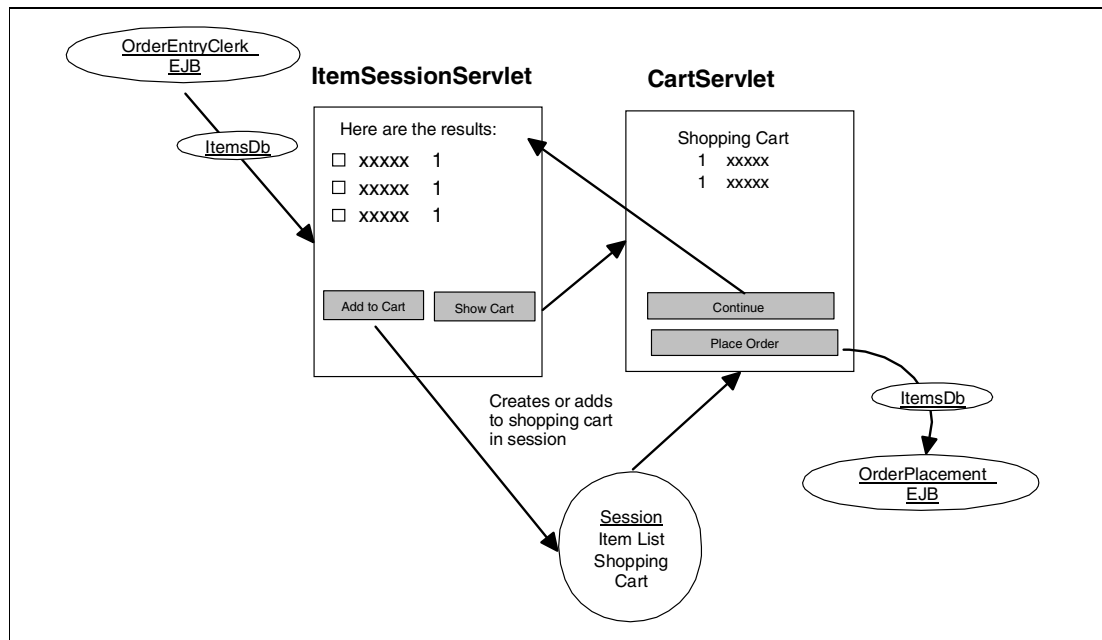 OrderEntryClerk
EJB
ItemsDb
ItemSessionServlet
Here are the results:
xxxxx 1
xxxxx 1
xxxxx 1
Add to Cart
Show Cart
CartServlet
Shopping Cart
1 xxxxx
1 xxxxx
Continue
Place Order
Creates or adds
to shopping cart
in session
Session
Item List
Shopping
Cart
ItemsDb
OrderPlacement
EJB